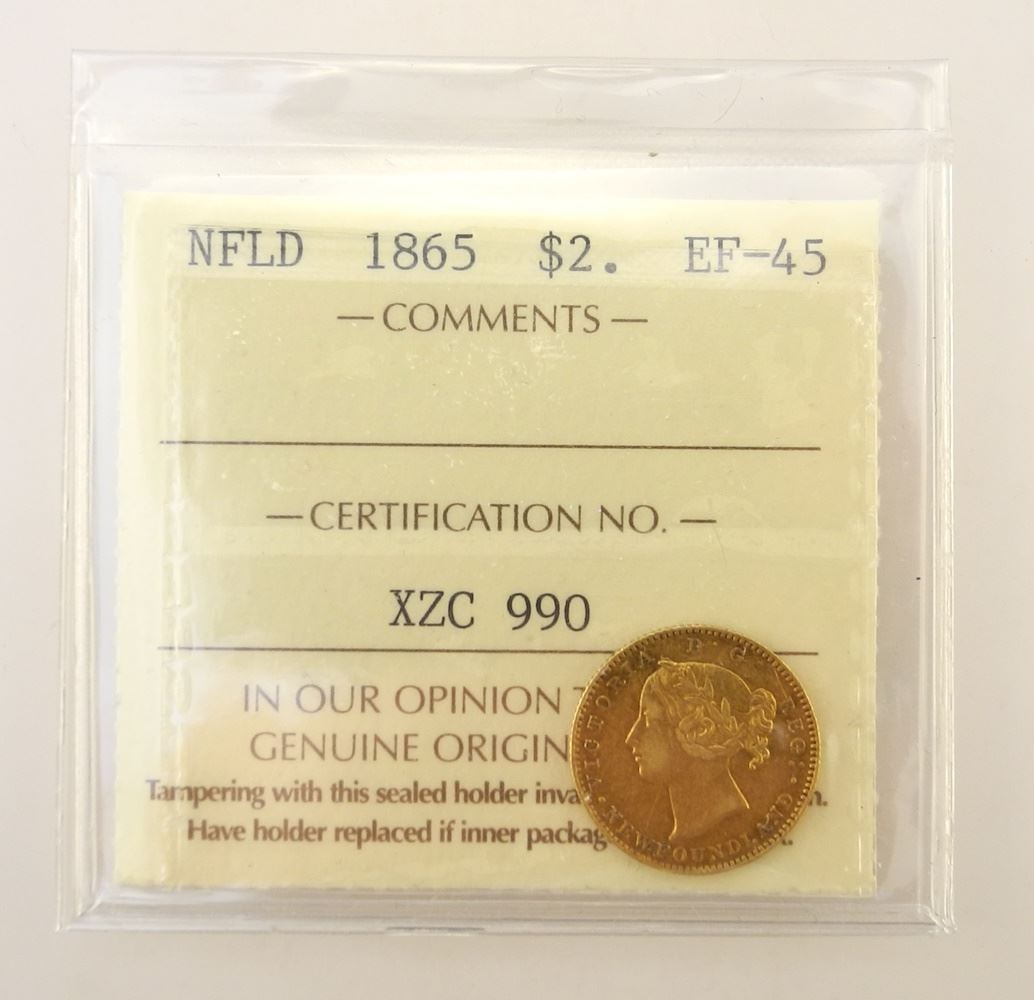 NFLD 1865 $2. EF-45
— COMMENTS —
— CERTIFICATION NO. —
XZC 990
IN OUR OPINION
GENUINE ORIGIN
Tampering with this sealed holder inva n.
Have holder replaced if inner packag
VICTORIA D: G: REG:
NEWFOUNDLAND